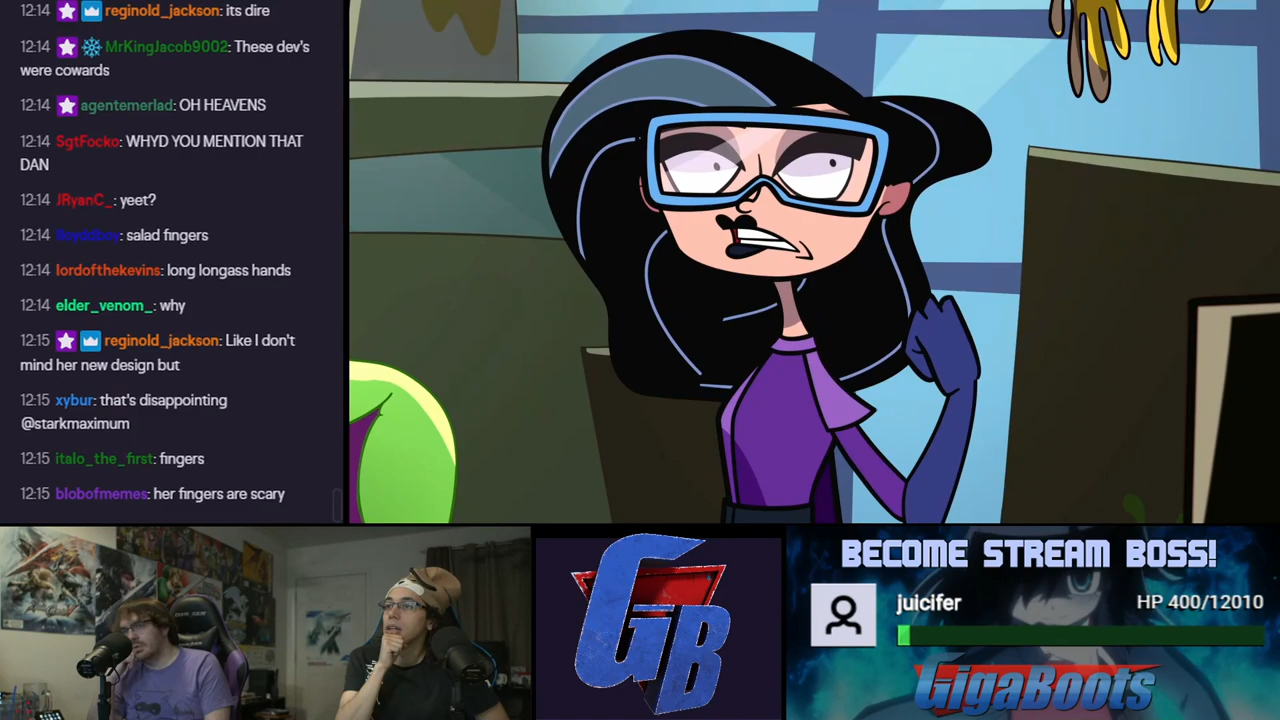 12:14 reginold_jackson: its dire
12:14 MrKingJacob9002: These dev's
were cowards
12:14 agentemerlad: OH HEAVENS
12:14 SgtFocko: WHYD YOU MENTION THAT
DAN
12:14 JRyanC_: yeet?
12:14 lloyddboy: salad fingers
12:14 lordofthekevins: long longass hands
12:14 elder_venom_: why
12:15 reginold_jackson: Like I don't
mind her new design but
12:15 xybur: that's disappointing
@starkmaximum
12:15 italo_the_first: fingers
12:15 blobofmemes: her fingers are scary
GB
BECOME STREAM BOSS!
juicifer HP 400/12010
GIGABOOTS